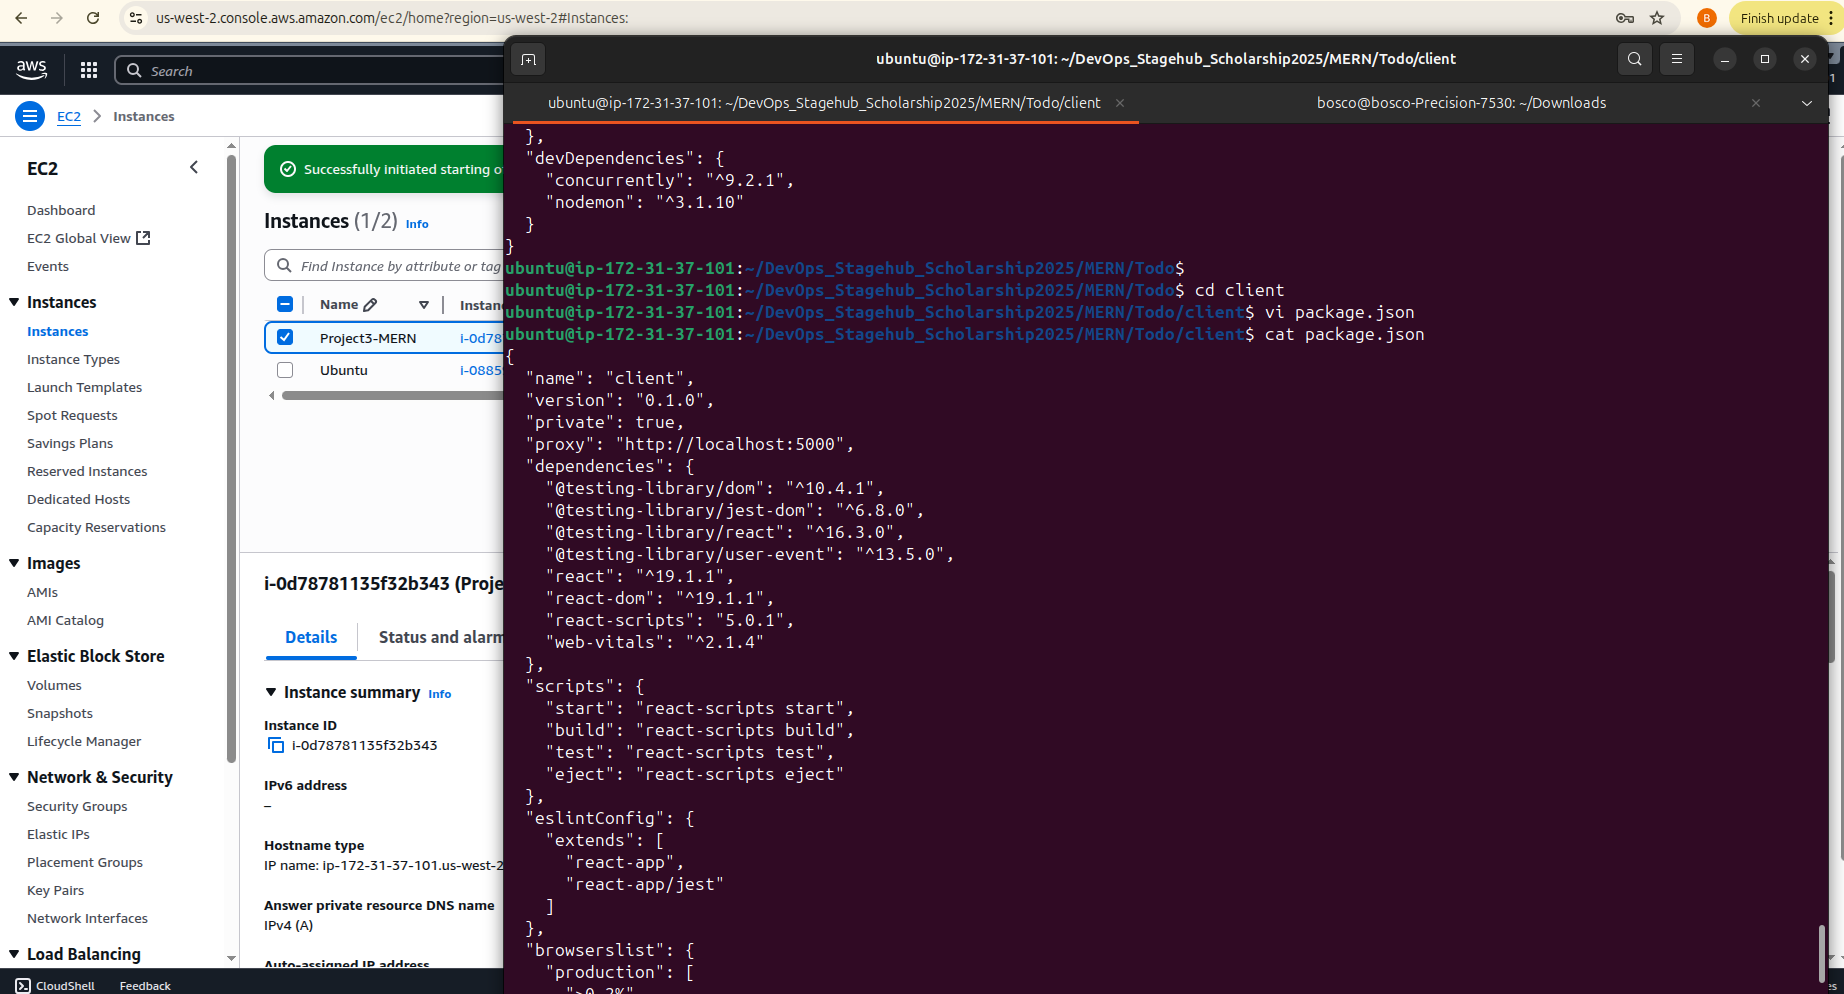 us-west-2.console.aws.amazon.com/ec2/home?region=us-west-2#Instances:
B
Finish update
aws
Search
EC2
Instances
EC2
Dashboard
EC2 Global View
Events
Instances
Instances
Instance Types
Launch Templates
Spot Requests
Savings Plans
Reserved Instances
Dedicated Hosts
Capacity Reservations
Images
AMIs
AMI Catalog
Elastic Block Store
Volumes
Snapshots
Lifecycle Manager
Network & Security
Security Groups
Elastic IPs
Placement Groups
Key Pairs
Network Interfaces
Load Balancing
CloudShell
Feedback
Successfully initiated starting o
Instances (1/2) Info
Find Instance by attribute or tag
Name
Instan
Project3-MERN
i-0d78
Ubuntu
i-0885
i-0d78781135f32b343 (Proje
Details
Status and alarm
Instance summary Info
Instance ID
i-0d78781135f32b343
IPv6 address
–
Hostname type
IP name: ip-172-31-37-101.us-west-2
Answer private resource DNS name
IPv4 (A)
Auto-assigned IP address
ubuntu@ip-172-31-37-101: ~/DevOps_Stagehub_Scholarship2025/MERN/Todo/client
ubuntu@ip-172-31-37-101: ~/DevOps_Stagehub_Scholarship2025/MERN/Todo/client
bosco@bosco-Precision-7530: ~/Downloads
  },
  "devDependencies": {
    "concurrently": "^9.2.1",
    "nodemon": "^3.1.10"
  }
}
ubuntu@ip-172-31-37-101:~/DevOps_Stagehub_Scholarship2025/MERN/Todo$
ubuntu@ip-172-31-37-101:~/DevOps_Stagehub_Scholarship2025/MERN/Todo$ cd client
ubuntu@ip-172-31-37-101:~/DevOps_Stagehub_Scholarship2025/MERN/Todo/client$ vi package.json
ubuntu@ip-172-31-37-101:~/DevOps_Stagehub_Scholarship2025/MERN/Todo/client$ cat package.json
{
  "name": "client",
  "version": "0.1.0",
  "private": true,
  "proxy": "http://localhost:5000",
  "dependencies": {
    "@testing-library/dom": "^10.4.1",
    "@testing-library/jest-dom": "^6.8.0",
    "@testing-library/react": "^16.3.0",
    "@testing-library/user-event": "^13.5.0",
    "react": "^19.1.1",
    "react-dom": "^19.1.1",
    "react-scripts": "5.0.1",
    "web-vitals": "^2.1.4"
  },
  "scripts": {
    "start": "react-scripts start",
    "build": "react-scripts build",
    "test": "react-scripts test",
    "eject": "react-scripts eject"
  },
  "eslintConfig": {
    "extends": [
      "react-app",
      "react-app/jest"
    ]
  },
  "browserslist": {
    "production": [
      ">0.2%"